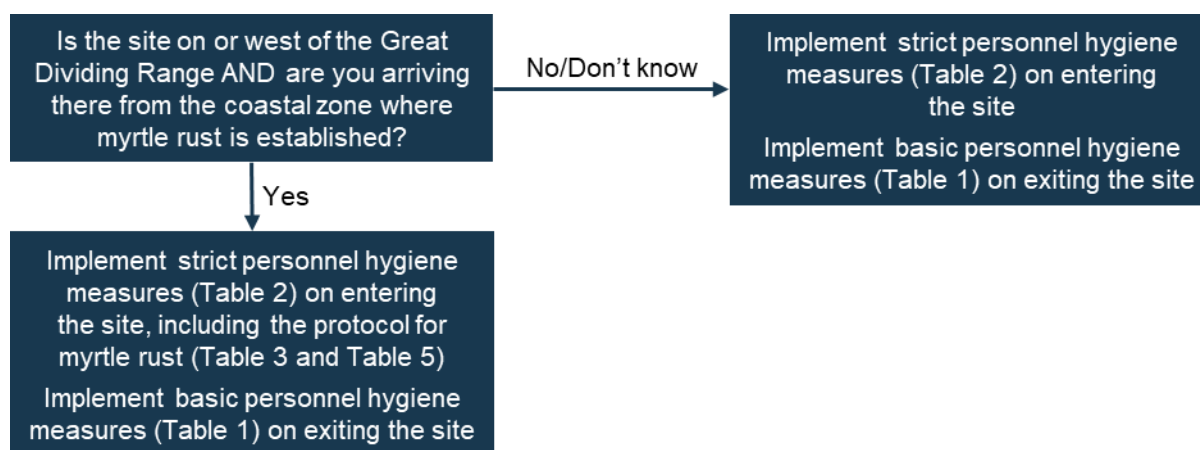 Is the site on or west of the Great
Dividing Range AND are you arriving
there from the coastal zone where
myrtle rust is established?
No/Don't know
Implement strict personnel hygiene
measures (Table 2) on entering
the site
Implement basic personnel hygiene
measures (Table 1) on exiting the site
Yes
Implement strict personnel hygiene
measures (Table 2) on entering
the site, including the protocol for
myrtle rust (Table 3 and Table 5)
Implement basic personnel hygiene
measures (Table 1) on exiting the site